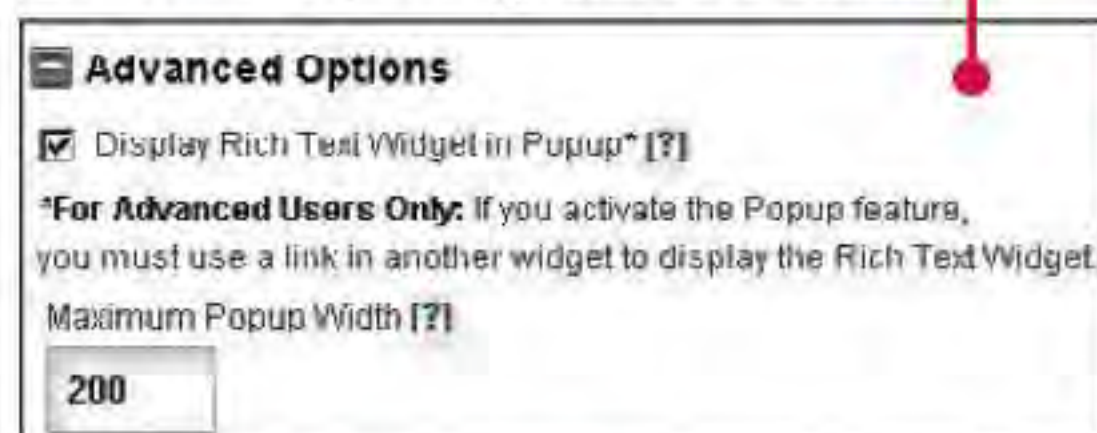 Advanced Options
Display Rich Text Widget in Popup* [?]
*For Advanced Users Only: If you activate the Popup feature,
you must use a link in another widget to display the Rich Text Widget.
Maximum Popup Width [?]
200